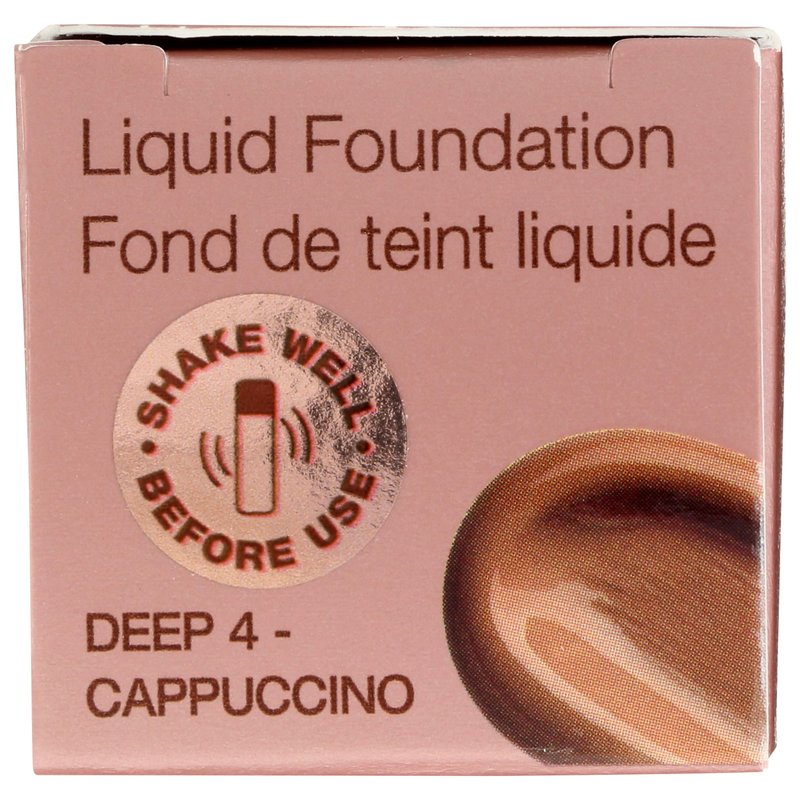 Liquid Foundation
Fond de teint liquide
• SHAKE WELL •
BEFORE USE
DEEP 4 -
CAPPUCCINO